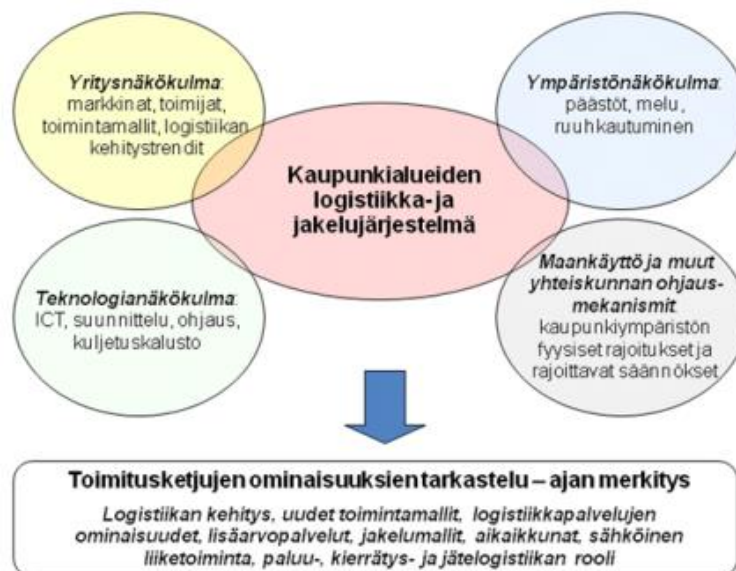 Yritysnäkökulma:
markkinat, toimijat,
toimintamallit, logistiikan
kehitystrendit
Ympäristönäkökulma:
päästöt, melu,
ruuhkautuminen
Kaupunkialueiden
logistiikka- ja
jakelujärjestelmä
Teknologianäkökulma:
ICT, suunnittelu, ohjaus,
kuljetuskalusto
Maankäyttö ja muut
yhteiskunnan ohjaus-
mekanismit:
kaupunkiympäristön
fyysiset rajoitukset ja
rajoittavat säännökset
Toimitusketjujen ominaisuuksien tarkastelu – ajan merkitys
Logistiikan kehitys, uudet toimintamallit, logistiikkapalvelujen
ominaisuudet, lisäarvopalvelut, jakelumallit, aikaikkunat, sähköinen
liiketoiminta, paluu-, kierrätys- ja jätelogistiikan rooli